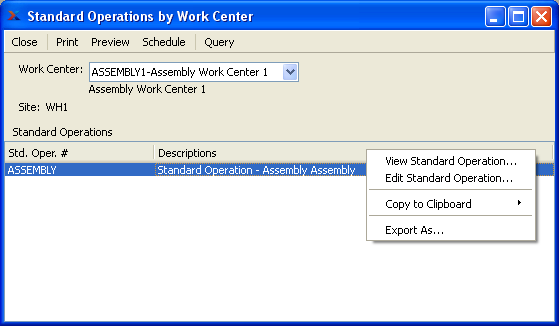 Standard Operations by Work Center
Close Print Preview Schedule Query
Work Center: ASSEMBLY1-Assembly Work Center 1
Assembly Work Center 1
Site: WH1
Standard Operations
Std. Oper. # Descriptions
ASSEMBLY Standard Operation - Assembly Assembly
View Standard Operation...
Edit Standard Operation...
Copy to Clipboard
Export As...